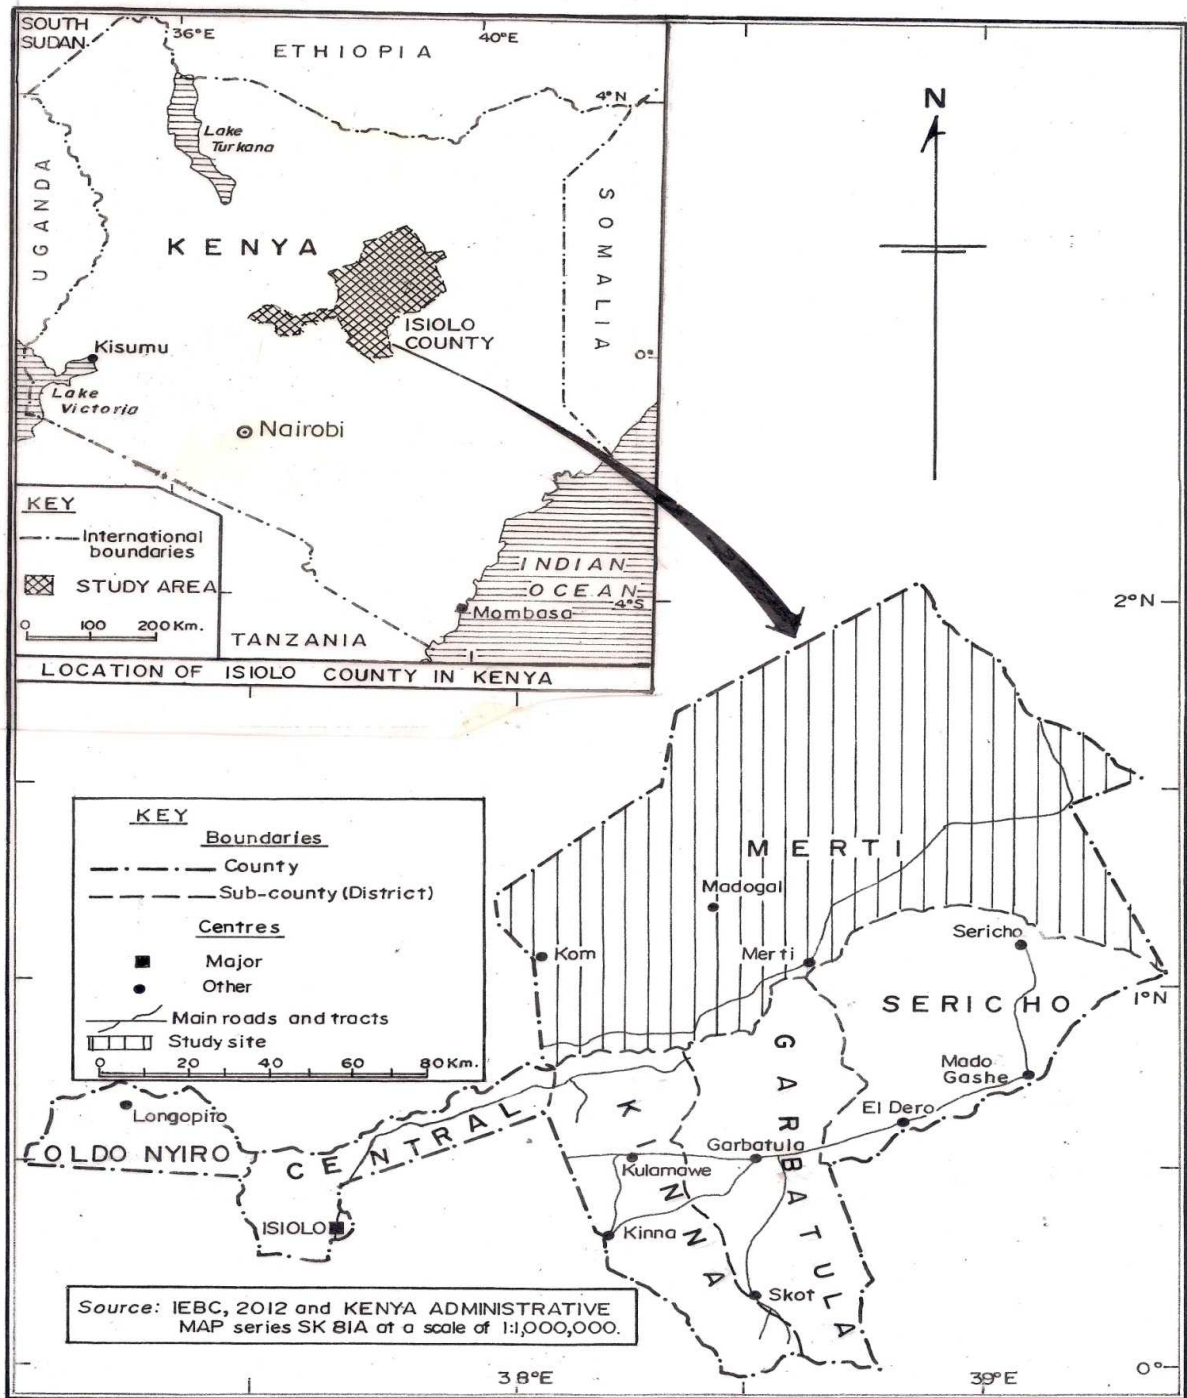 SOUTH
SUDAN
36°E
40°E
ETHIOPIA
4°N
Lake
Turkana
UGANDA
SOMALIA
KENYA
ISIOLO
COUNTY
0°
Kisumu
Lake
Victoria
Nairobi
KEY
International
boundaries
STUDY AREA
0 100 200 Km.
INDIAN
OCEAN
4°S
Mombasa
TANZANIA
LOCATION OF ISIOLO COUNTY IN KENYA
N
2°N
KEY
Boundaries
County
Sub-county (District)
Centres
Major
Other
Main roads and tracts
Study site
0 20 40 60 80 Km.
MERTI
Madogal
Kom
Merti
Sericho
SERICHO
1°N
GARBATULA
Mado
Gashe
El Dero
Longopito
OLDO NYIRO
CENTRAL
KINNA
Garbatula
Kulamawe
ISIOLO
Kinna
Skot
Source: IEBC, 2012 and KENYA ADMINISTRATIVE
MAP series SK 81A at a scale of 1:1,000,000.
38°E
39°E
0°